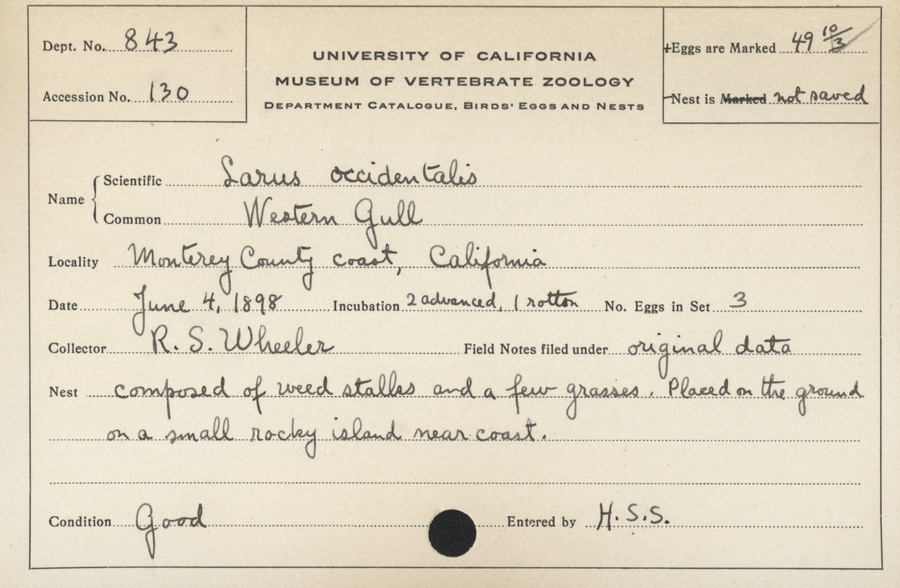 Dept. No. 843
Accession No. 130
UNIVERSITY OF CALIFORNIA
MUSEUM OF VERTEBRATE ZOOLOGY
DEPARTMENT CATALOGUE, BIRDS' EGGS AND NESTS
Eggs are Marked 49 10/3
Nest is Marked not saved
Name
Scientific Larus occidentalis
Common Western Gull
Locality Monterey County coast, California
Date June 4, 1898 Incubation 2 advanced, 1 rotton No. Eggs in Set 3
Collector R. S. Wheeler Field Notes filed under original data
Nest composed of weed stalks and a few grasses. Placed on the ground
on a small rocky island near coast.
Condition Good Entered by H.S.S.